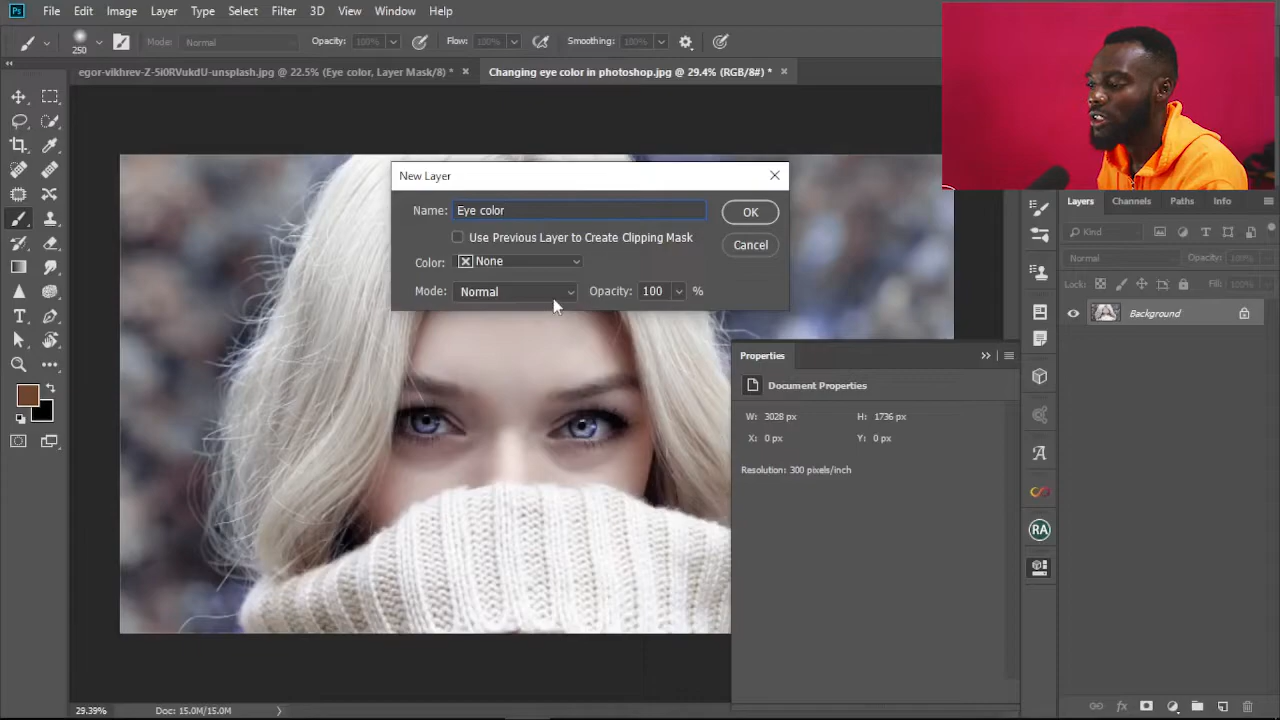 Ps File Edit Image Layer Type Select Filter 3D View Window Help
250 Mode: Normal Opacity: 100% Flow: 100% Smoothing: 100%
egor-vikhrev-Z-5i0RVukdU-unsplash.jpg @ 22.5% (Eye color, Layer Mask/8) * Changing eye color in photoshop.jpg @ 29.4% (RGB/8#) *
New Layer
Name: Eye color OK
Use Previous Layer to Create Clipping Mask
Cancel
Color: None
Mode: Normal Opacity: 100 %
Layers Channels Paths Info
Kind
Normal Opacity: 100%
Lock: Fill: 100%
Background
Properties
Document Properties
W: 3028 px H: 1736 px
X: 0 px Y: 0 px
Resolution: 300 pixels/inch
RA
fx
29.39% Doc: 15.0M/15.0M